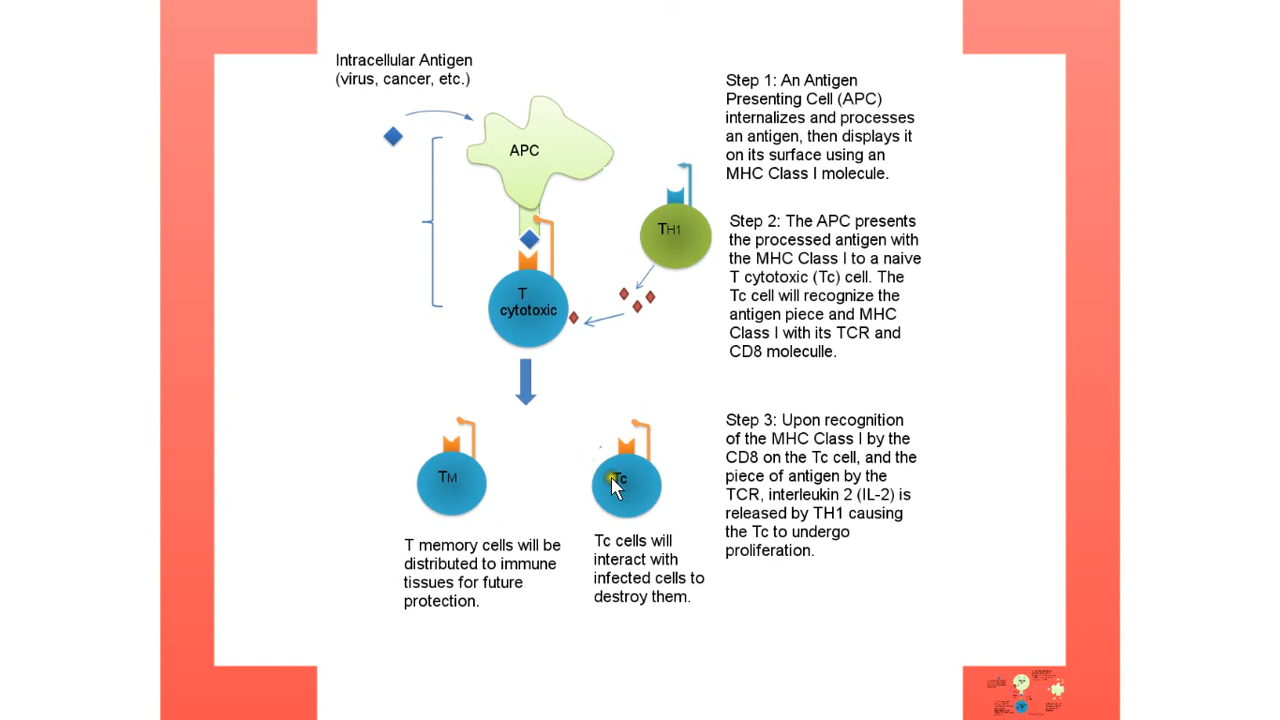 Intracellular Antigen
(virus, cancer, etc.)
APC
TH1
T
cytotoxic
TM
Tc
T memory cells will be
distributed to immune
tissues for future
protection.
Tc cells will
interact with
infected cells to
destroy them.
Step 1: An Antigen
Presenting Cell (APC)
internalizes and processes
an antigen, then displays it
on its surface using an
MHC Class I molecule.
Step 2: The APC presents
the processed antigen with
the MHC Class I to a naive
T cytotoxic (Tc) cell. The
Tc cell will recognize the
antigen piece and MHC
Class I with its TCR and
CD8 moleculle.
Step 3: Upon recognition
of the MHC Class I by the
CD8 on the Tc cell, and the
piece of antigen by the
TCR, interleukin 2 (IL-2) is
released by TH1 causing
the Tc to undergo
proliferation.